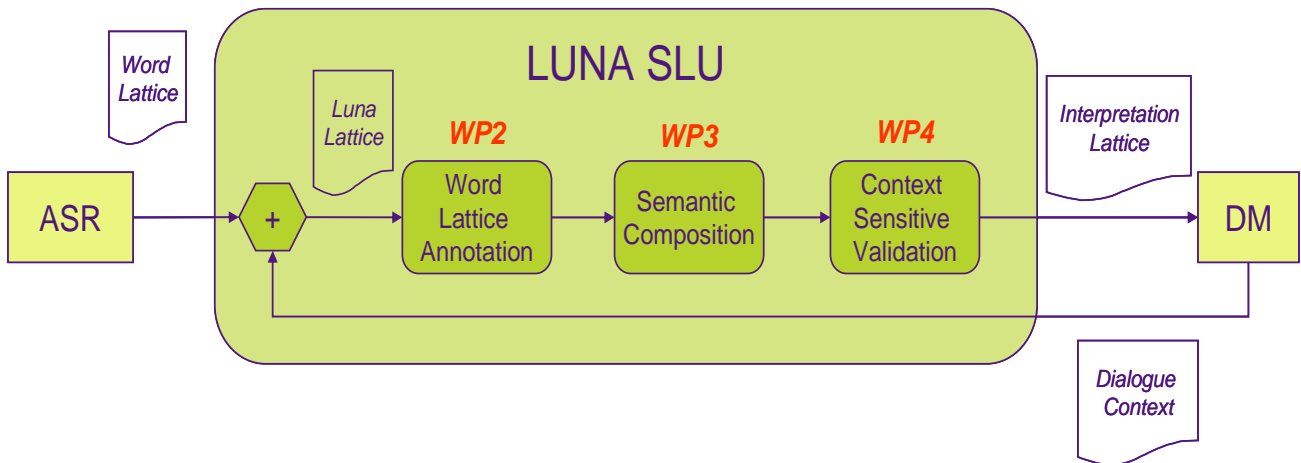 LUNA SLU
Word
Lattice
Luna
Lattice
Interpretation
Lattice
WP2
WP3
WP4
ASR
+
Word
Lattice
Annotation
Semantic
Composition
Context
Sensitive
Validation
DM
Dialogue
Context